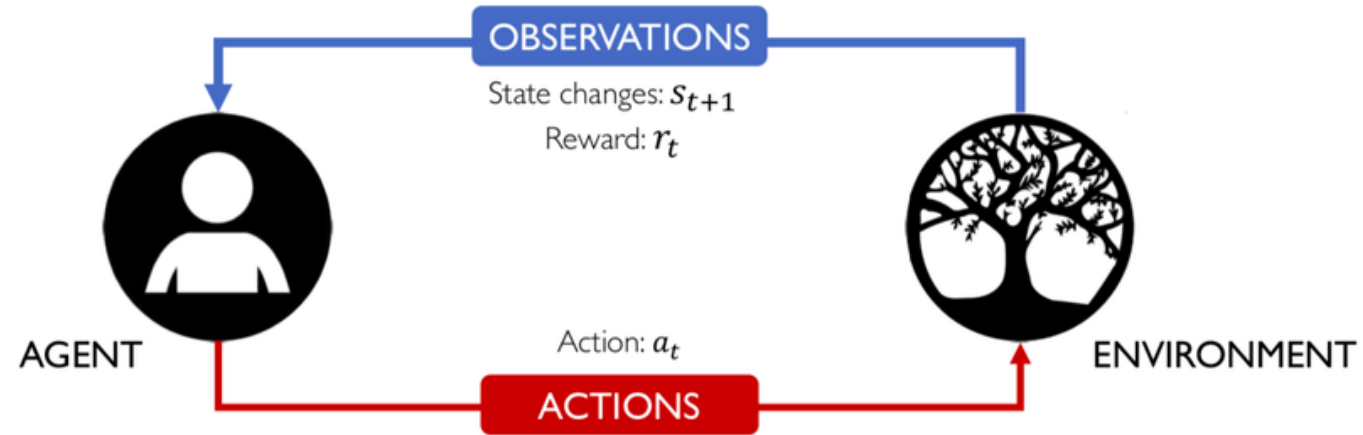 OBSERVATIONS
State changes: s_{t+1}
Reward: r_t
AGENT
Action: a_t
ENVIRONMENT
ACTIONS